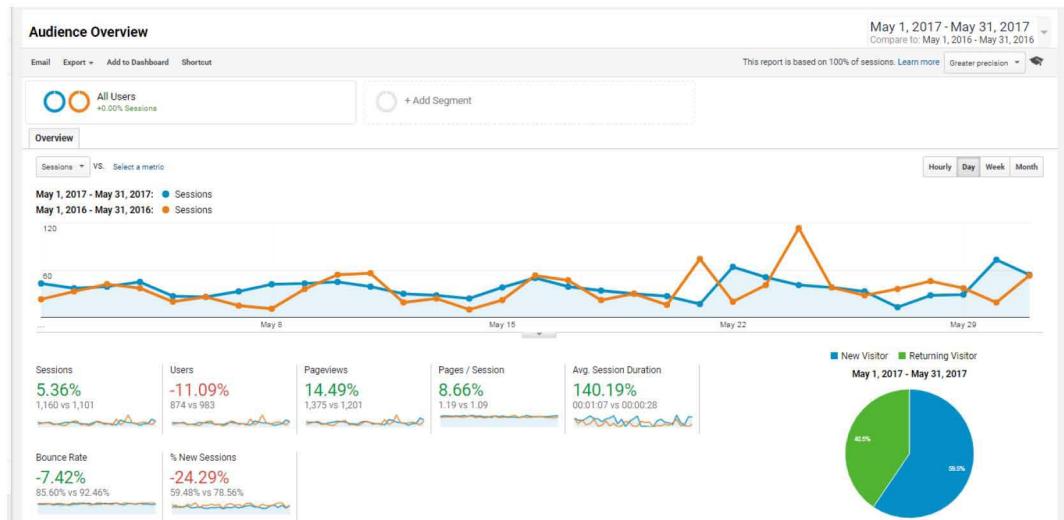 Audience Overview
May 1, 2017 - May 31, 2017
Compare to: May 1, 2016 - May 31, 2016
Email Export Add to Dashboard Shortcut
This report is based on 100% of sessions. Learn more Greater precision
All Users
+0.00% Sessions
+ Add Segment
Overview
Sessions VS. Select a metric
Hourly Day Week Month
May 1, 2017 - May 31, 2017: Sessions
May 1, 2016 - May 31, 2016: Sessions
120
60
... May 8 May 15 May 22 May 29
New Visitor Returning Visitor
May 1, 2017 - May 31, 2017
Sessions
5.36%
1,160 vs 1,101
Users
-11.09%
874 vs 983
Pageviews
14.49%
1,375 vs 1,201
Pages / Session
8.66%
1.19 vs 1.09
Avg. Session Duration
140.19%
00:01:07 vs 00:00:28
Bounce Rate
-7.42%
85.60% vs 92.46%
% New Sessions
-24.29%
59.48% vs 78.56%
40.5%
59.5%